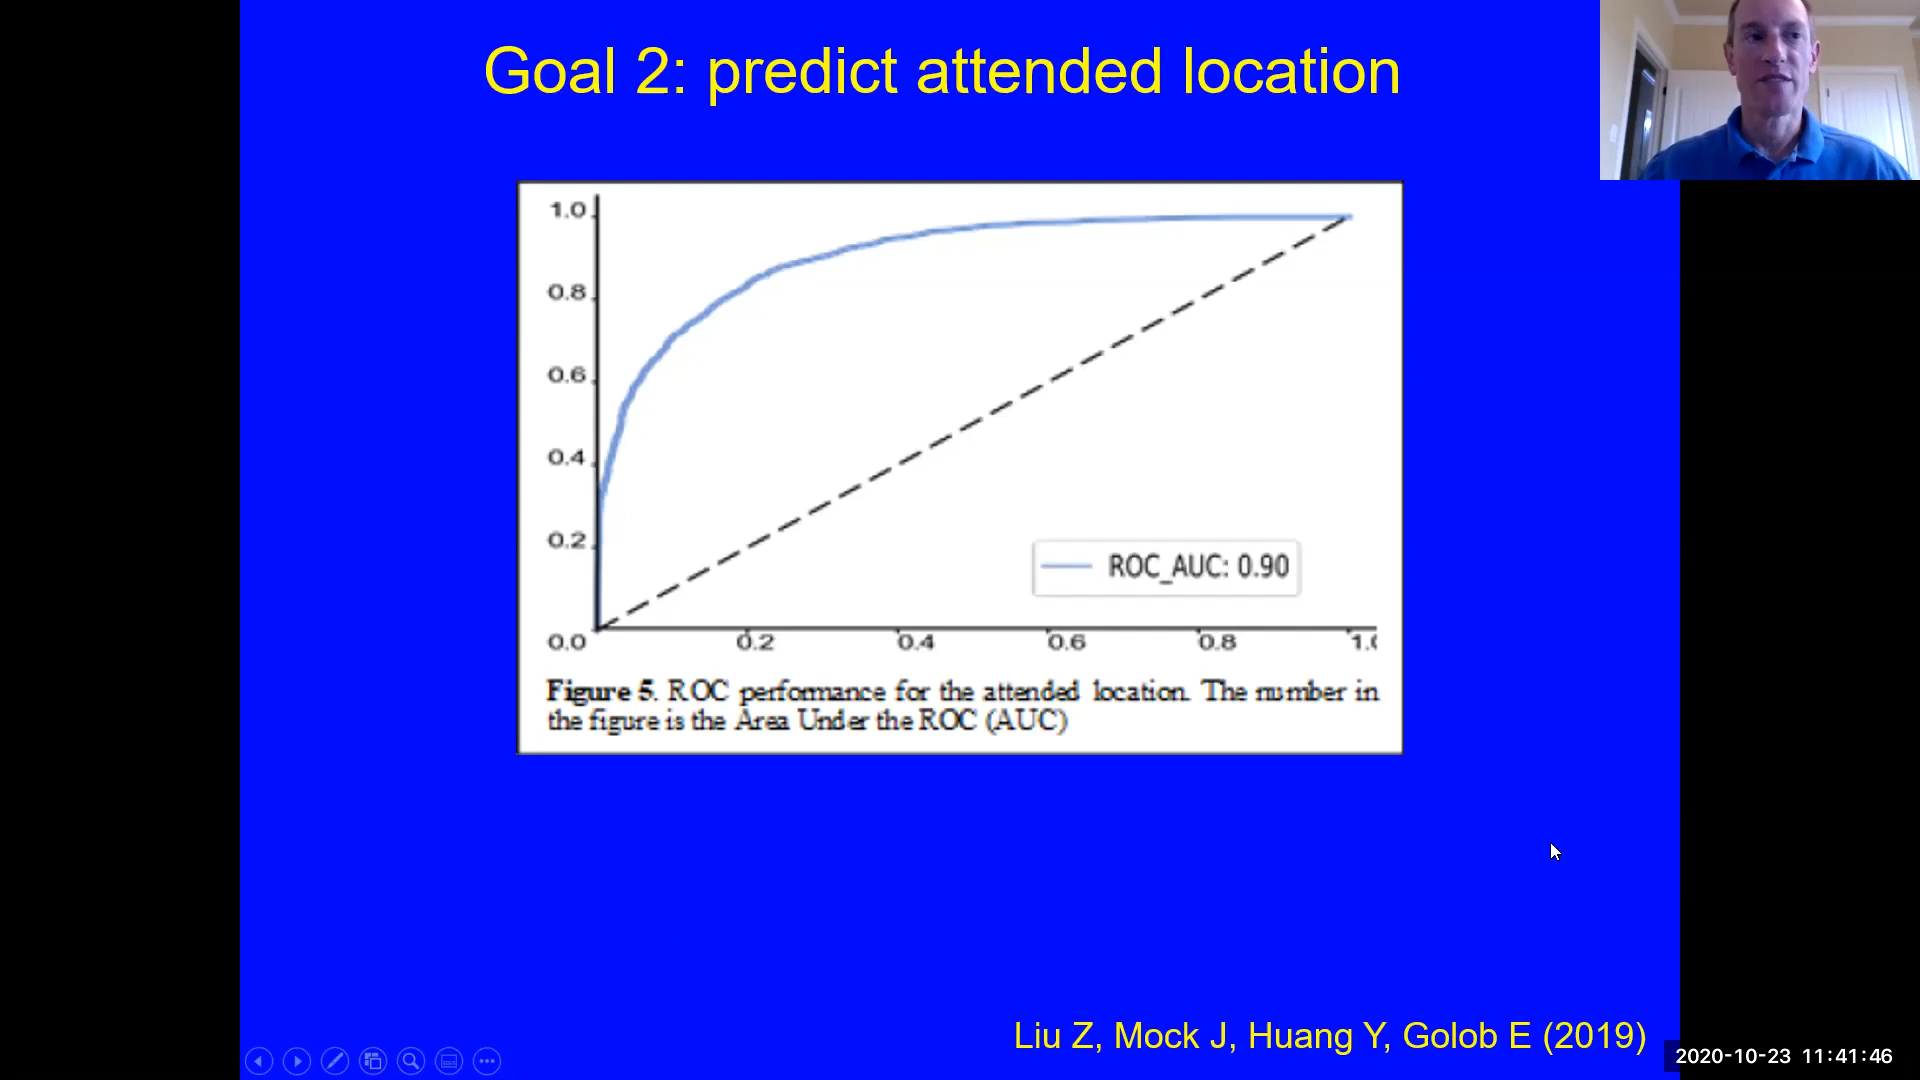 Goal 2: predict attended location
1.0
0.8
0.6
0.4
0.2
0.0
0.2 0.4 0.6 0.8 1.0
ROC_AUC: 0.90
Figure 5. ROC performance for the attended location. The number in
the figure is the Area Under the ROC (AUC)
Liu Z, Mock J, Huang Y, Golob E (2019)
2020-10-23 11:41:46